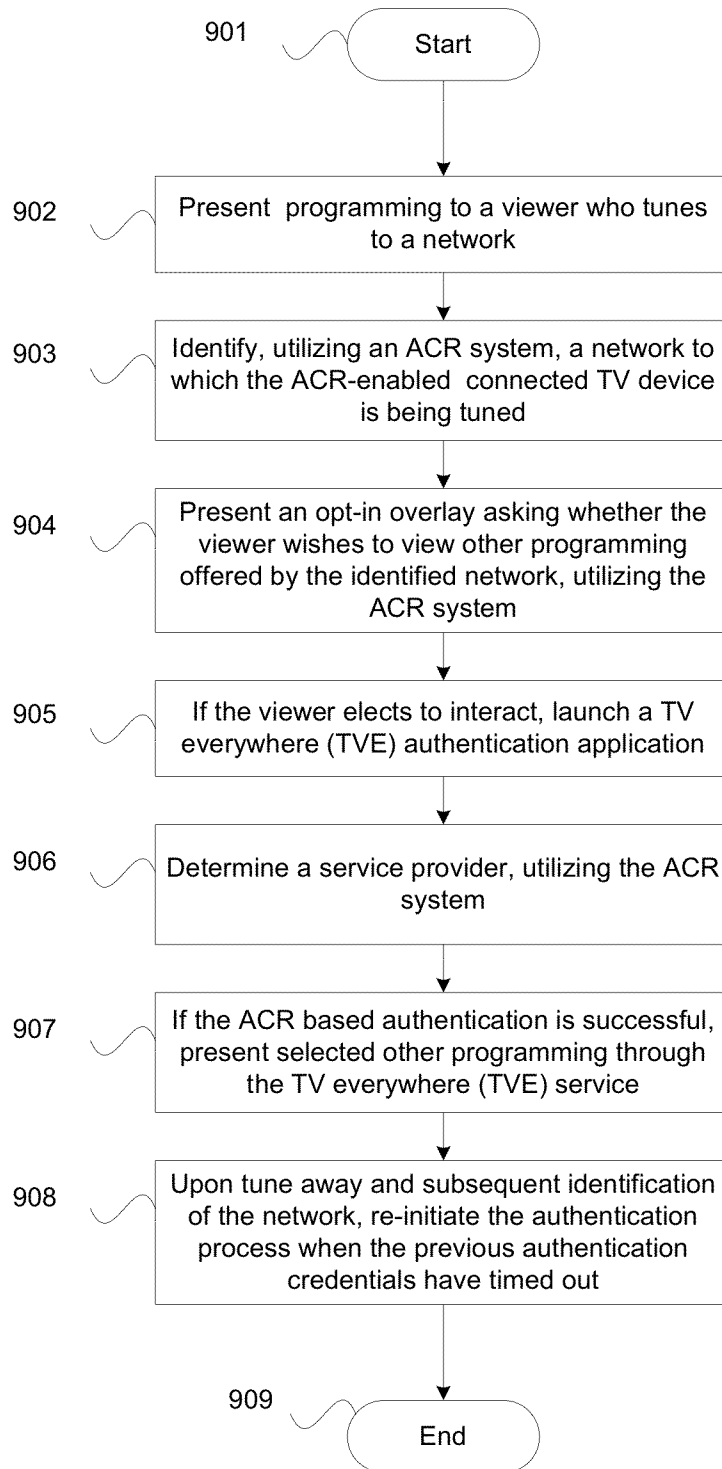 901
Start
902
Present programming to a viewer who tunes
to a network
903
Identify, utilizing an ACR system, a network to
which the ACR-enabled connected TV device
is being tuned
904
Present an opt-in overlay asking whether the
viewer wishes to view other programming
offered by the identified network, utilizing the
ACR system
905
If the viewer elects to interact, launch a TV
everywhere (TVE) authentication application
906
Determine a service provider, utilizing the ACR
system
907
If the ACR based authentication is successful,
present selected other programming through
the TV everywhere (TVE) service
908
Upon tune away and subsequent identification
of the network, re-initiate the authentication
process when the previous authentication
credentials have timed out
909
End